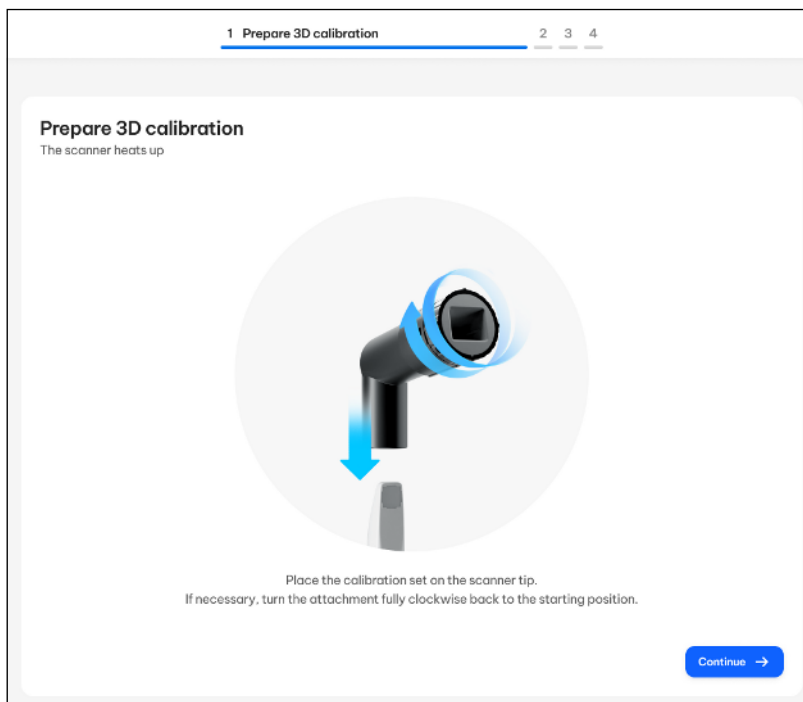 1 Prepare 3D calibration 2 3 4
Prepare 3D calibration
The scanner heats up
Place the calibration set on the scanner tip.
If necessary, turn the attachment fully clockwise back to the starting position.
Continue →